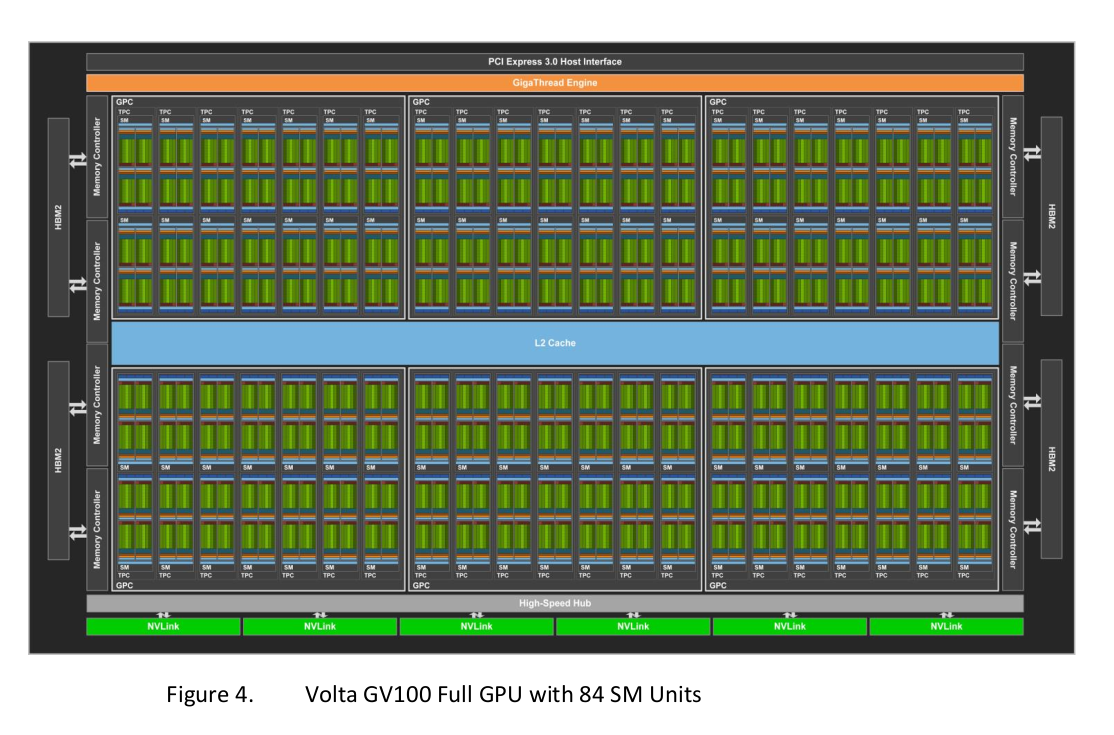 PCI Express 3.0 Host Interface
GigaThread Engine
GPC GPC GPC
TPC TPC TPC TPC TPC TPC TPC TPC TPC TPC TPC TPC TPC TPC TPC TPC TPC TPC TPC TPC TPC
SM SM SM SM SM SM SM SM SM SM SM SM SM SM SM SM SM SM SM SM SM
Memory Controller Memory Controller
HBM2 HBM2
SM SM SM SM SM SM SM SM SM SM SM SM SM SM SM SM SM SM SM SM SM
Memory Controller Memory Controller
L2 Cache
Memory Controller Memory Controller
HBM2 HBM2
SM SM SM SM SM SM SM SM SM SM SM SM SM SM SM SM SM SM SM SM SM
Memory Controller Memory Controller
SM SM SM SM SM SM SM SM SM SM SM SM SM SM SM SM SM SM SM SM SM
TPC TPC TPC TPC TPC TPC TPC TPC TPC TPC TPC TPC TPC TPC TPC TPC TPC TPC TPC TPC TPC
GPC GPC GPC
High-Speed Hub
NVLink NVLink NVLink NVLink NVLink NVLink
Figure 4. Volta GV100 Full GPU with 84 SM Units